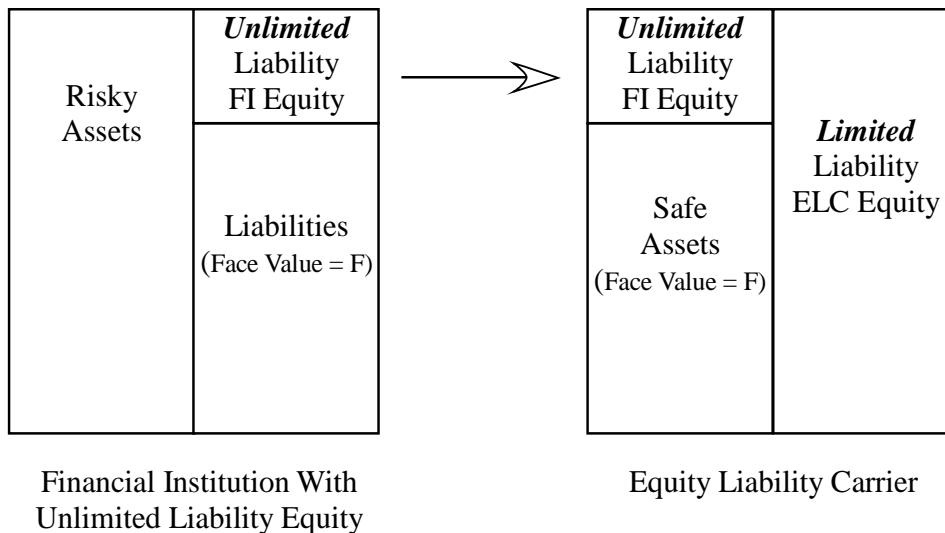 Risky
Assets
Unlimited
Liability
FI Equity
Liabilities
(Face Value = F)
Financial Institution With
Unlimited Liability Equity
Unlimited
Liability
FI Equity
Safe
Assets
(Face Value = F)
Limited
Liability
ELC Equity
Equity Liability Carrier